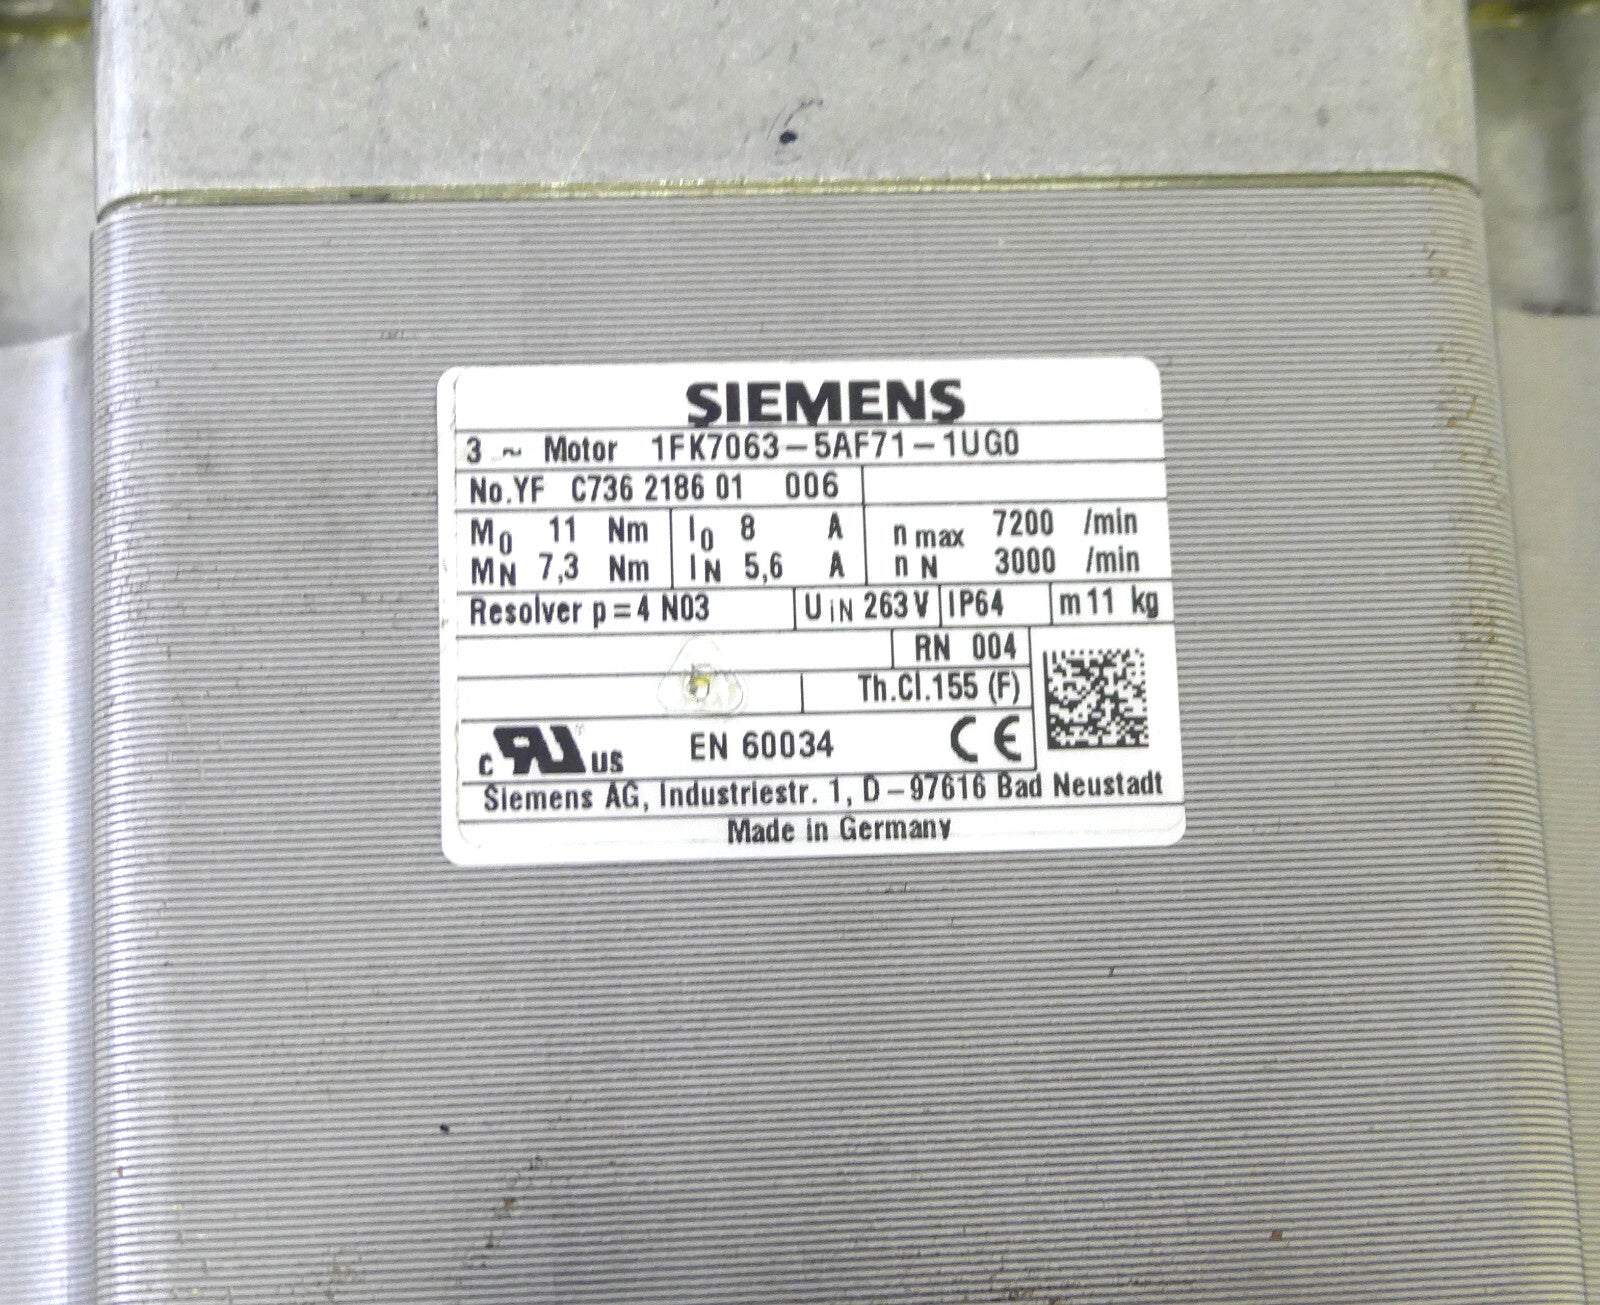 SIEMENS
3 ~ Motor 1FK7063-5AF71-1UG0
No.YF C736 2186 01 006
M0 11 Nm I0 8 A n max 7200 /min
MN 7,3 Nm IN 5,6 A n N 3000 /min
Resolver p=4 N03 U iN 263 V IP64 m 11 kg
RN 004
Th.Cl.155 (F)
c RU us EN 60034 CE
Siemens AG, Industriestr. 1, D-97616 Bad Neustadt
Made in Germany